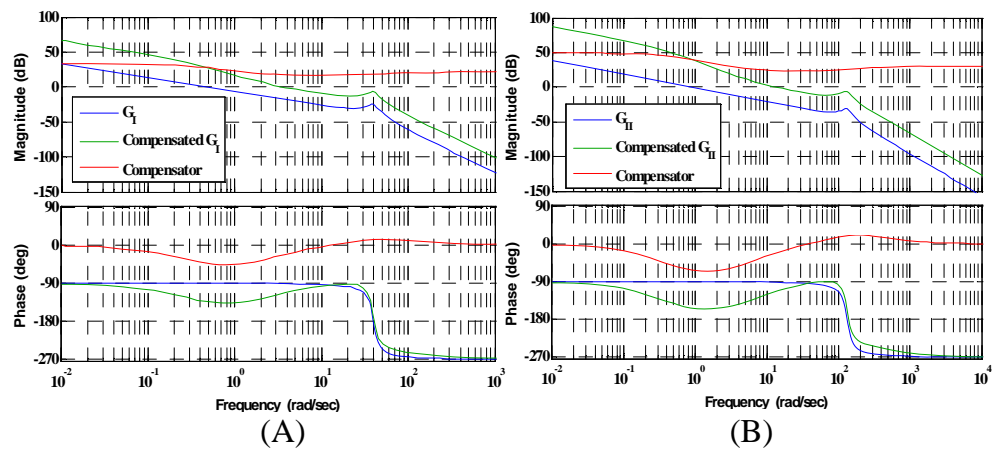 100
50
0
-50
-100
-150
Magnitude (dB)
G_I
Compensated G_I
Compensator
90
0
-90
-180
-270
Phase (deg)
10^-2 10^-1 10^0 10^1 10^2 10^3
Frequency (rad/sec)
(A)
100
50
0
-50
-100
-150
Magnitude (dB)
G_II
Compensated G_II
Compensator
90
0
-90
-180
-270
Phase (deg)
10^-2 10^-1 10^0 10^1 10^2 10^3 10^4
Frequency (rad/sec)
(B)